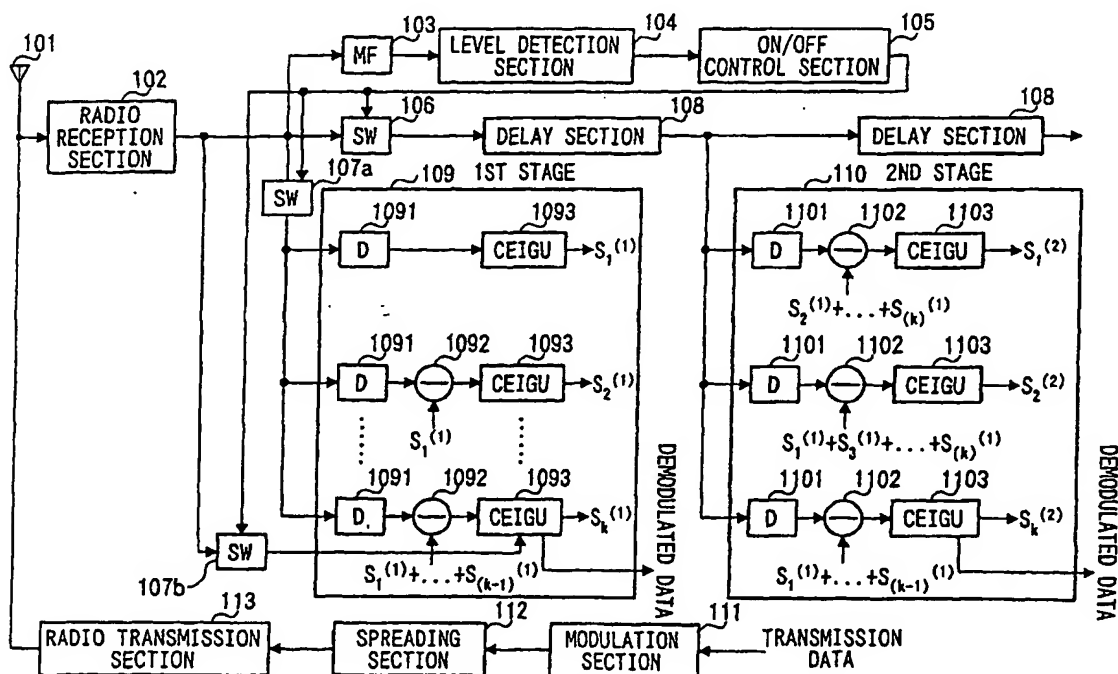 101
102
RADIO
RECEPTION
SECTION
103
MF
104
LEVEL DETECTION
SECTION
105
ON/OFF
CONTROL SECTION
106
SW
108
DELAY SECTION
108
DELAY SECTION
107a
SW
109 1ST STAGE
1091
D
1093
CEIGU
S₁⁽¹⁾
1091
D
1092
—
1093
CEIGU
S₂⁽¹⁾
S₁⁽¹⁾
1091
D
1092
—
1093
CEIGU
Sₖ⁽¹⁾
S₁⁽¹⁾+...+S₍ₖ₋₁₎⁽¹⁾
DEMODULATED DATA
SW
107b
110 2ND STAGE
1101
D
1102
—
1103
CEIGU
S₁⁽²⁾
S₂⁽¹⁾+...+S₍ₖ₎⁽¹⁾
1101
D
1102
—
1103
CEIGU
S₂⁽²⁾
S₁⁽¹⁾+S₃⁽¹⁾+...+S₍ₖ₎⁽¹⁾
1101
D
1102
—
1103
CEIGU
Sₖ⁽²⁾
S₁⁽¹⁾+...+S₍ₖ₋₁₎⁽¹⁾
DEMODULATED DATA
113
RADIO TRANSMISSION
SECTION
112
SPREADING
SECTION
111
MODULATION
SECTION
TRANSMISSION
DATA